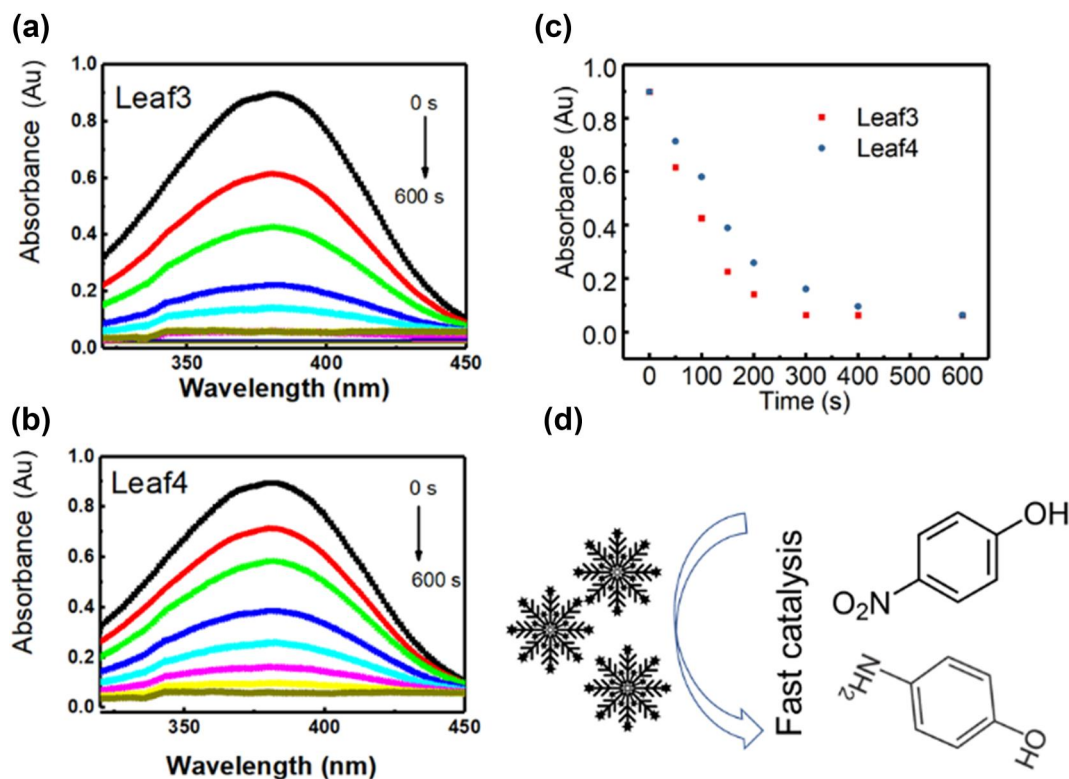 (a)
1.0
0.8
0.6
0.4
0.2
0.0
Absorbance (Au)
Leaf3
0 s
600 s
350
400
450
Wavelength (nm)
(b)
1.0
0.8
0.6
0.4
0.2
0.0
Absorbance (Au)
Leaf4
0 s
600 s
350
400
450
Wavelength (nm)
(c)
1.0
0.8
0.6
0.4
0.2
0.0
Absorbance (Au)
Leaf3
Leaf4
0 100 200 300 400 500 600
Time (s)
(d)
Fast catalysis
OH
O₂N
NH₂
OH